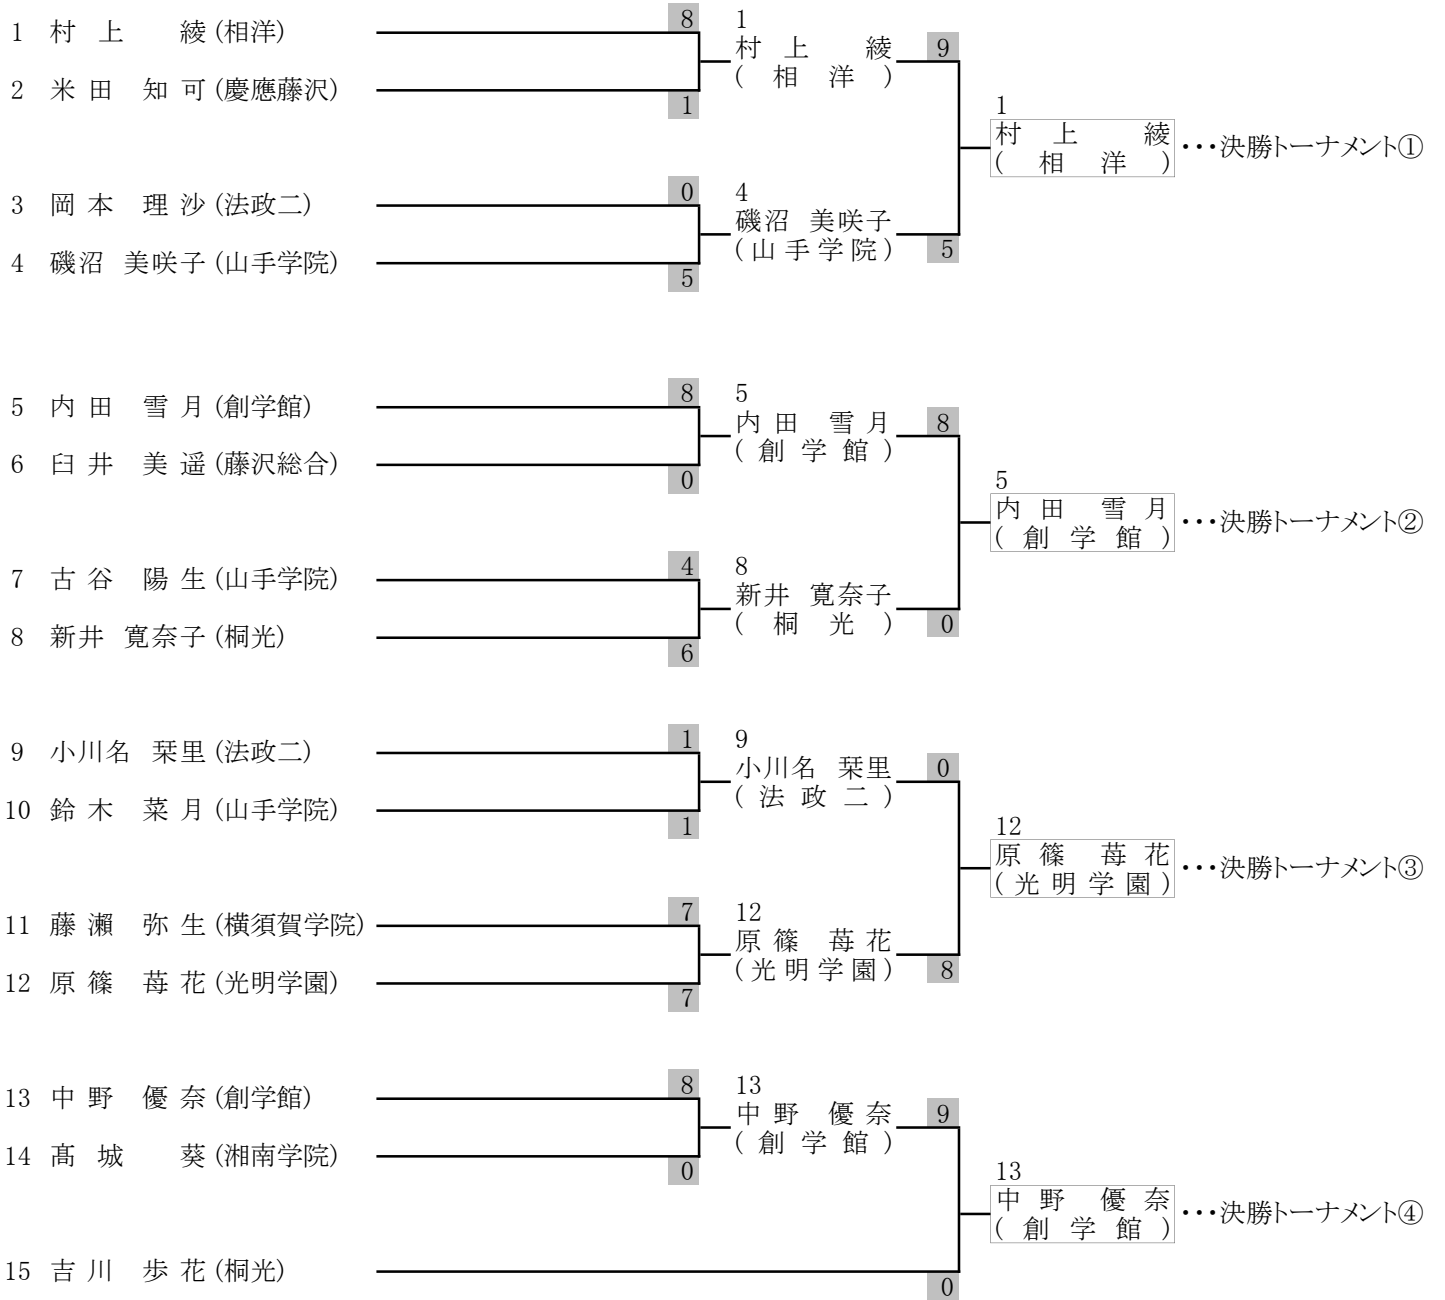 1 村上 綾 (相洋) 8
2 米田 知可 (慶應藤沢) 1
1
村上 綾 9
(相洋)
3 岡本 理沙 (法政二) 0
4 磯沼 美咲子 (山手学院) 5
4
磯沼 美咲子
(山手学院) 5
1
村上 綾
(相洋)
・・・決勝トーナメント①
5 内田 雪月 (創学館) 8
6 臼井 美遥 (藤沢総合) 0
5
内田 雪月 8
(創学館)
7 古谷 陽生 (山手学院) 4
8 新井 寛奈子 (桐光) 6
8
新井 寛奈子
(桐光) 0
5
内田 雪月
(創学館)
・・・決勝トーナメント②
9 小川名 栞里 (法政二) 1
10 鈴木 菜月 (山手学院) 1
9
小川名 栞里 0
(法政二)
11 藤瀬 弥生 (横須賀学院) 7
12 原篠 苺花 (光明学園) 7
12
原篠 苺花
(光明学園) 8
12
原篠 苺花
(光明学園)
・・・決勝トーナメント③
13 中野 優奈 (創学館) 8
14 髙城 葵 (湘南学院) 0
13
中野 優奈 9
(創学館)
15 吉川 歩花 (桐光) 0
13
中野 優奈
(創学館)
・・・決勝トーナメント④